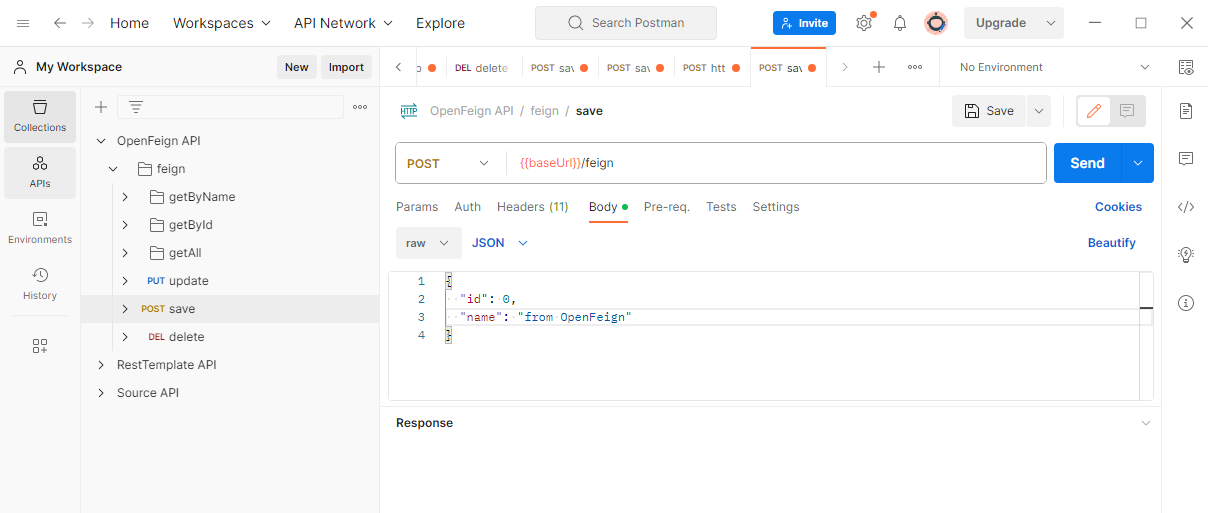 Home Workspaces API Network Explore Search Postman Invite Upgrade
My Workspace New Import
DEL delete POST sav POST sav POST htt POST sav No Environment
Collections
APIs
Environments
History
OpenFeign API
feign
getByName
getById
getAll
PUT update
POST save
DEL delete
RestTemplate API
Source API
HTTP OpenFeign API / feign / save Save
POST {{baseUrl}}/feign Send
Params Auth Headers (11) Body Pre-req. Tests Settings Cookies
raw JSON Beautify
1 {
2 "id": 0,
3 "name": "from OpenFeign"
4 }
Response